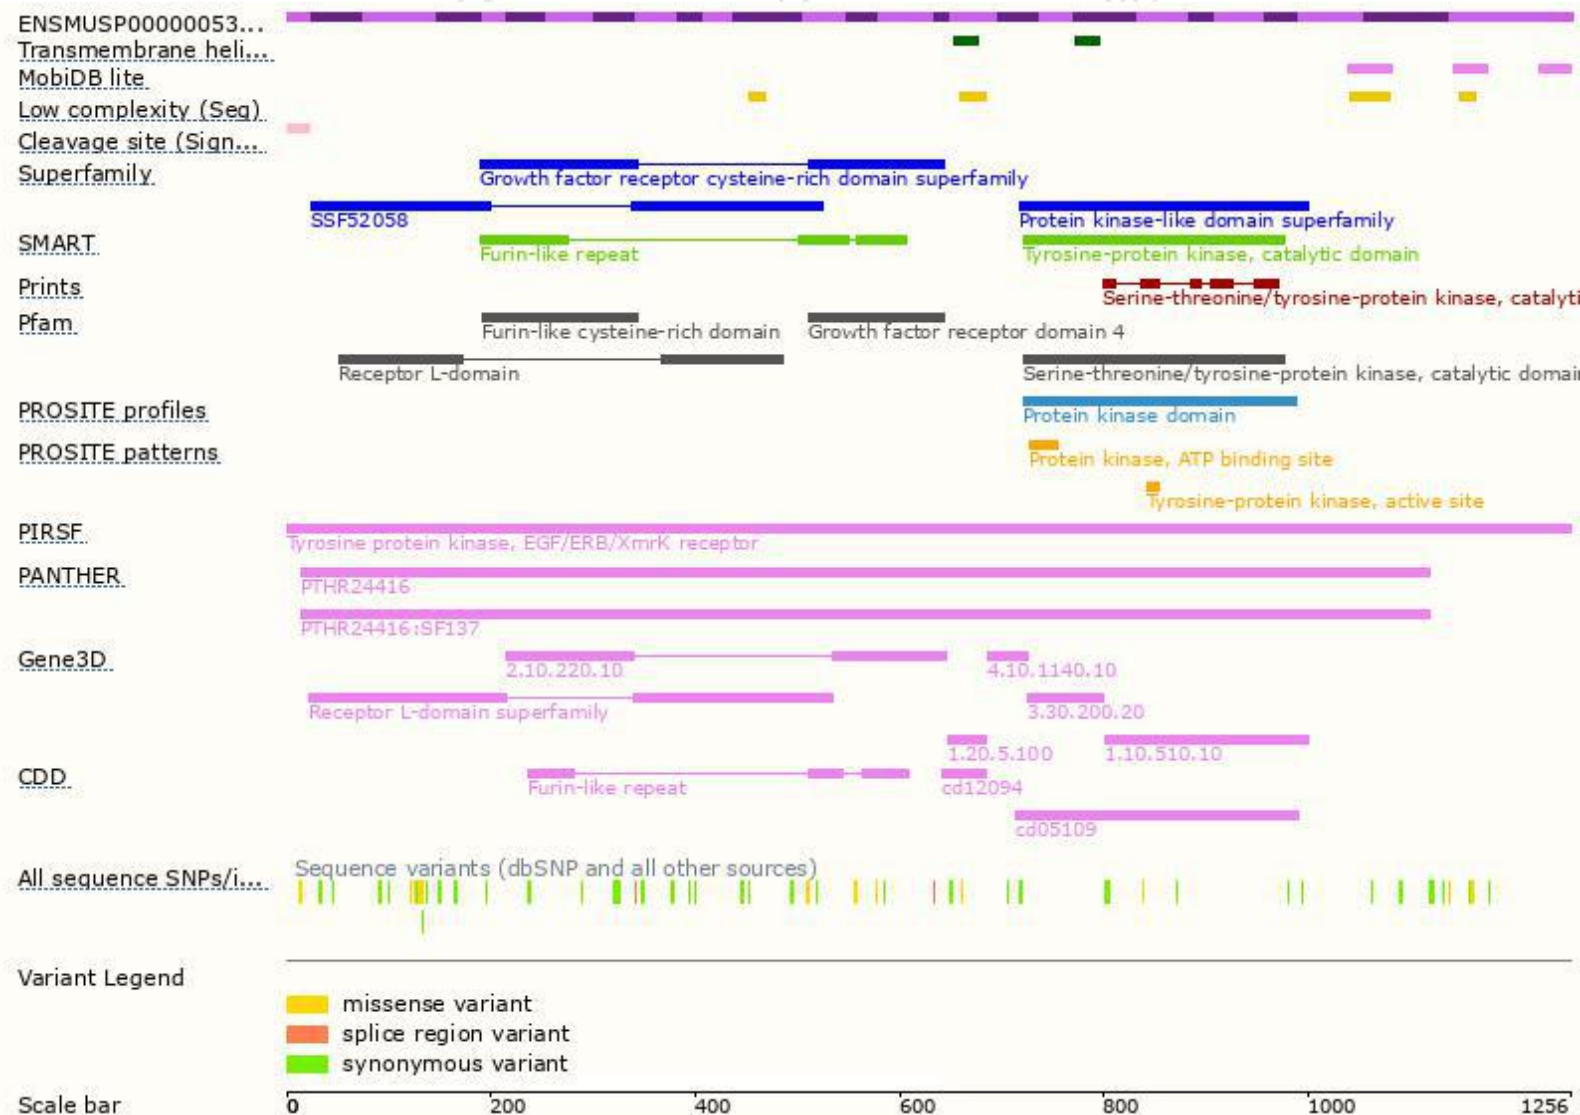 ENSMUSP00000053...
Transmembrane heli...
MobiDB lite
Low complexity (Seg)
Cleavage site (Sign...
Superfamily
Growth factor receptor cysteine-rich domain superfamily
SSF52058 Protein kinase-like domain superfamily
SMART
Furin-like repeat Tyrosine-protein kinase, catalytic domain
Prints
Serine-threonine/tyrosine-protein kinase, catalyti
Pfam
Furin-like cysteine-rich domain Growth factor receptor domain 4
Receptor L-domain Serine-threonine/tyrosine-protein kinase, catalytic domai
PROSITE profiles
Protein kinase domain
PROSITE patterns
Protein kinase, ATP binding site
Tyrosine-protein kinase, active site
PIRSF
Tyrosine protein kinase, EGF/ERB/XmrK receptor
PANTHER
PTHR24416
PTHR24416:SF137
Gene3D
2.10.220.10 4.10.1140.10
Receptor L-domain superfamily 3.30.200.20
1.20.5.100 1.10.510.10
CDD
Furin-like repeat cd12094
cd05109
Sequence variants (dbSNP and all other sources)
All sequence SNPs/i...
Variant Legend
missense variant
splice region variant
synonymous variant
Scale bar 0 200 400 600 800 1000 1256